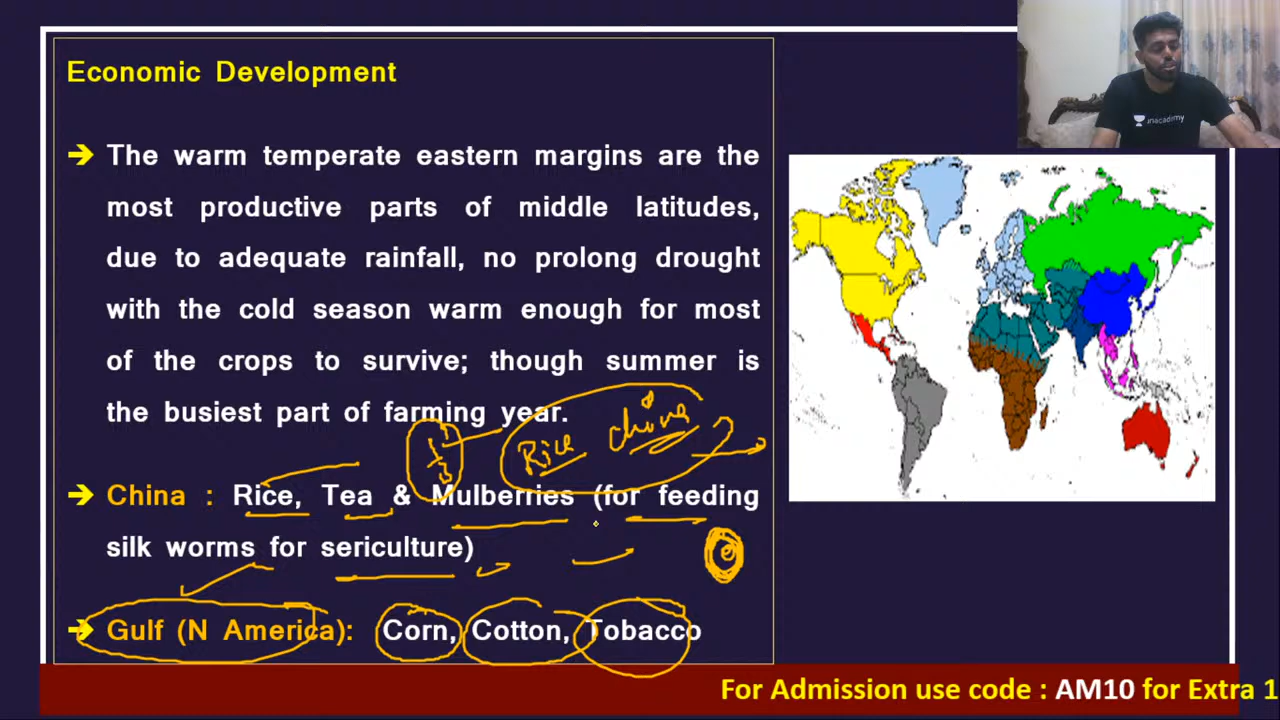 Economic Development
➔ The warm temperate eastern margins are the
most productive parts of middle latitudes,
due to adequate rainfall, no prolong drought
with the cold season warm enough for most
of the crops to survive; though summer is
the busiest part of farming year.
1/3 Rice china
➔ China : Rice, Tea & Mulberries (for feeding
silk worms for sericulture)
➔ Gulf (N America): Corn, Cotton, Tobacco
unacademy
For Admission use code : AM10 for Extra 1